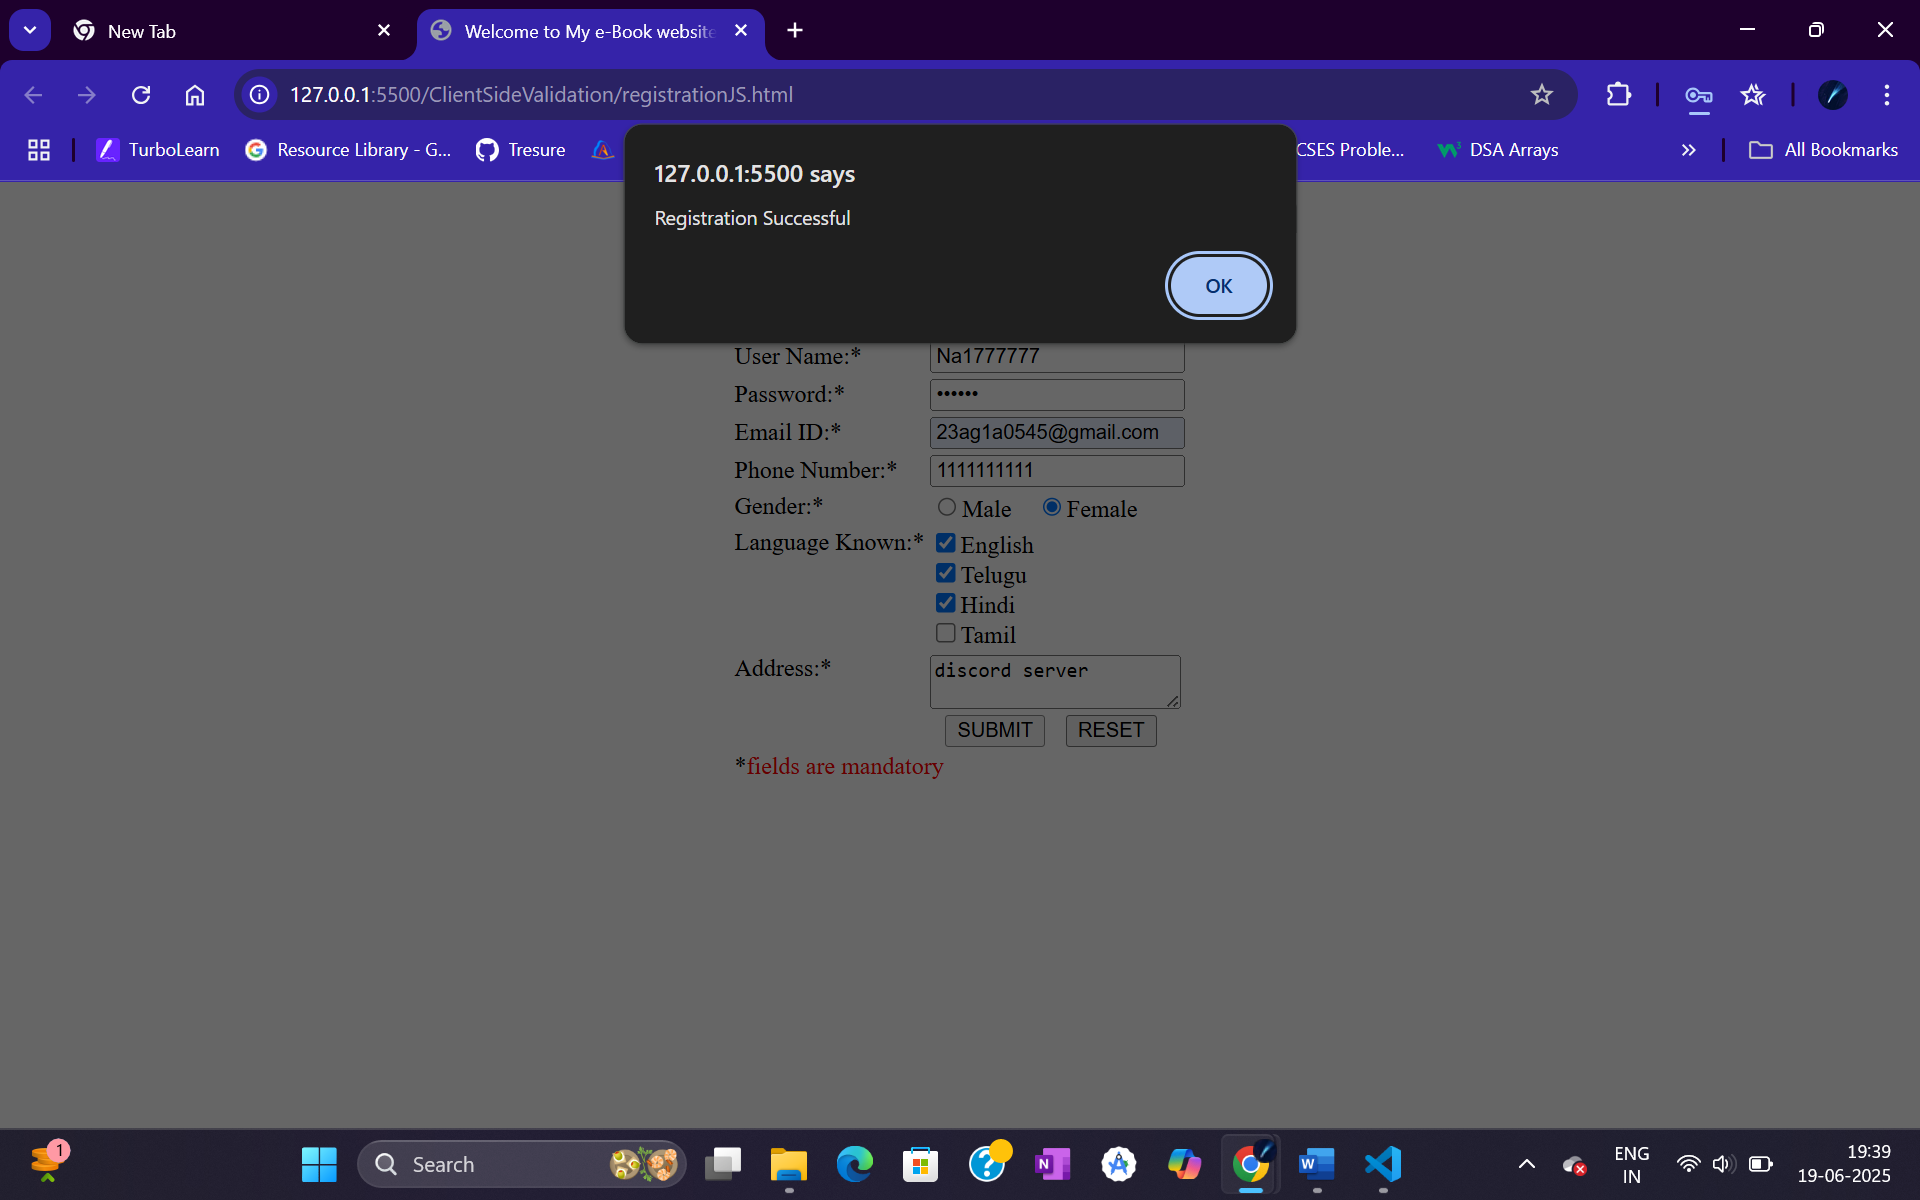 New Tab
Welcome to My e-Book website
127.0.0.1:5500/ClientSideValidation/registrationJS.html
TurboLearn
Resource Library - G...
Tresure
CSES Proble...
DSA Arrays
All Bookmarks
127.0.0.1:5500 says
Registration Successful
OK
User Name:* Na1777777
Password:* ••••••
Email ID:* 23ag1a0545@gmail.com
Phone Number:* 1111111111
Gender:* Male Female
Language Known:* English
Telugu
Hindi
Tamil
Address:* discord server
SUBMIT RESET
*fields are mandatory
1
Search
ENG
IN
19:39
19-06-2025